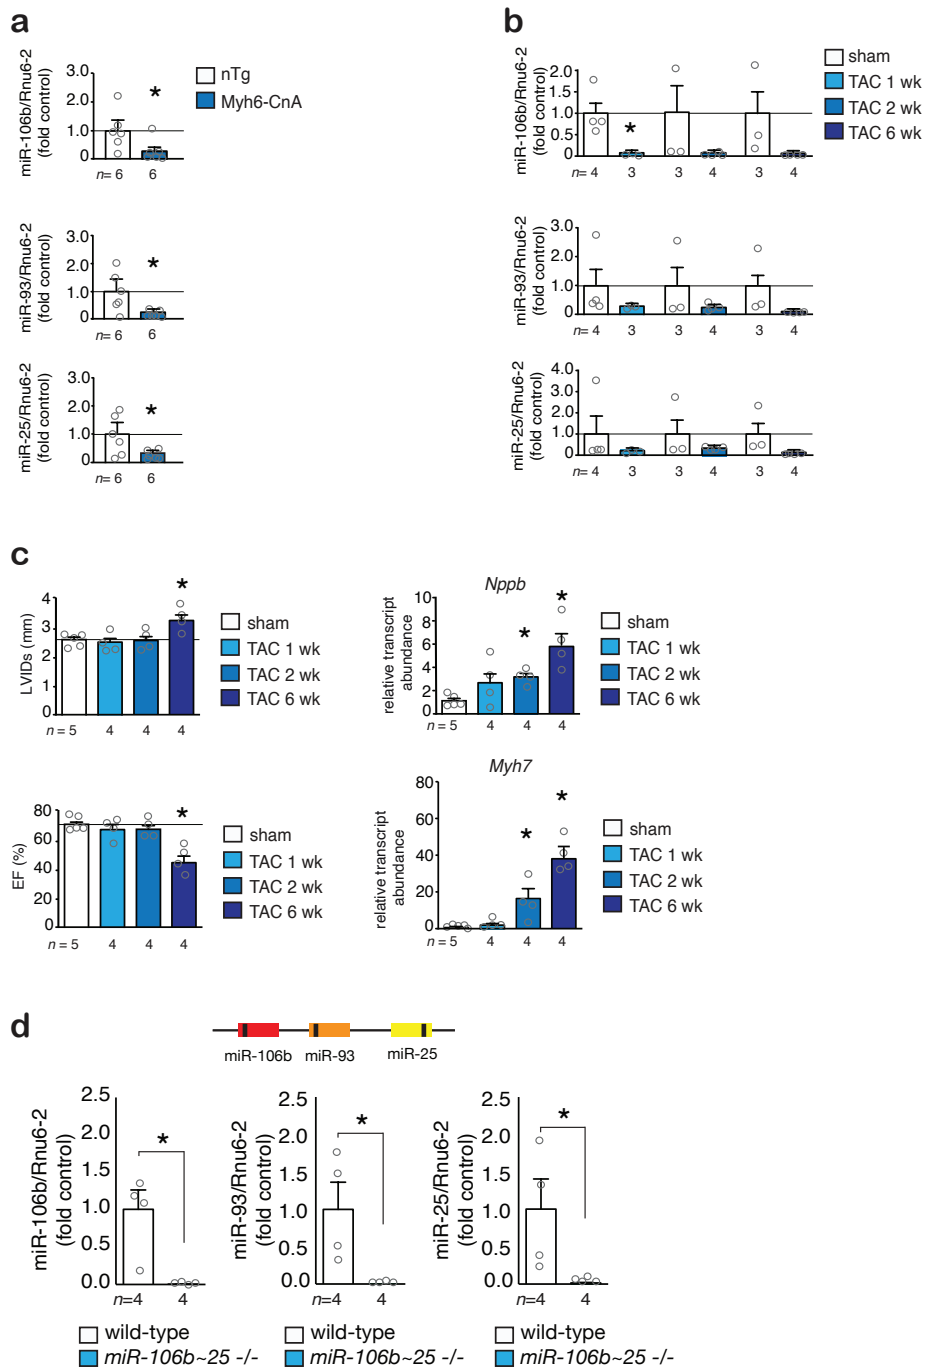 a
miR-106b/Rnu6-2
(fold control)
3.0
2.0
1.0
0
*
nTg
Myh6-CnA
n= 6 6
miR-93/Rnu6-2
(fold control)
3.0
2.0
1.0
0
*
n= 6 6
miR-25/Rnu6-2
(fold control)
3.0
2.0
1.0
0
*
n= 6 6
b
miR-106b/Rnu6-2
(fold control)
2.0
1.5
1.0
0.5
0
*
sham
TAC 1 wk
TAC 2 wk
TAC 6 wk
n= 4 3 3 4 3 4
miR-93/Rnu6-2
(fold control)
3.0
2.0
1.0
0
n= 4 3 3 4 3 4
miR-25/Rnu6-2
(fold control)
4.0
3.0
2.0
1.0
0
n= 4 3 3 4 3 4
c
LVIDs (mm)
4
2
0
*
sham
TAC 1 wk
TAC 2 wk
TAC 6 wk
n = 5 4 4 4
Nppb
relative transcript
abundance
10
8
6
4
2
0
* *
sham
TAC 1 wk
TAC 2 wk
TAC 6 wk
n = 5 4 4 4
EF (%)
80
60
40
20
0
*
sham
TAC 1 wk
TAC 2 wk
TAC 6 wk
n = 5 4 4 4
Myh7
relative transcript
abundance
80
60
40
20
0
* *
sham
TAC 1 wk
TAC 2 wk
TAC 6 wk
n = 5 4 4 4
d
miR-106b miR-93 miR-25
miR-106b/Rnu6-2
(fold control)
2.5
2.0
1.5
1.0
0.5
0.0
*
n=4 4
wild-type
miR-106b~25 -/-
miR-93/Rnu6-2
(fold control)
2.5
2.0
1.5
1.0
0.5
0.0
*
n=4 4
wild-type
miR-106b~25 -/-
miR-25/Rnu6-2
(fold control)
2.5
2.0
1.5
1.0
0.5
0.0
*
n=4 4
wild-type
miR-106b~25 -/-